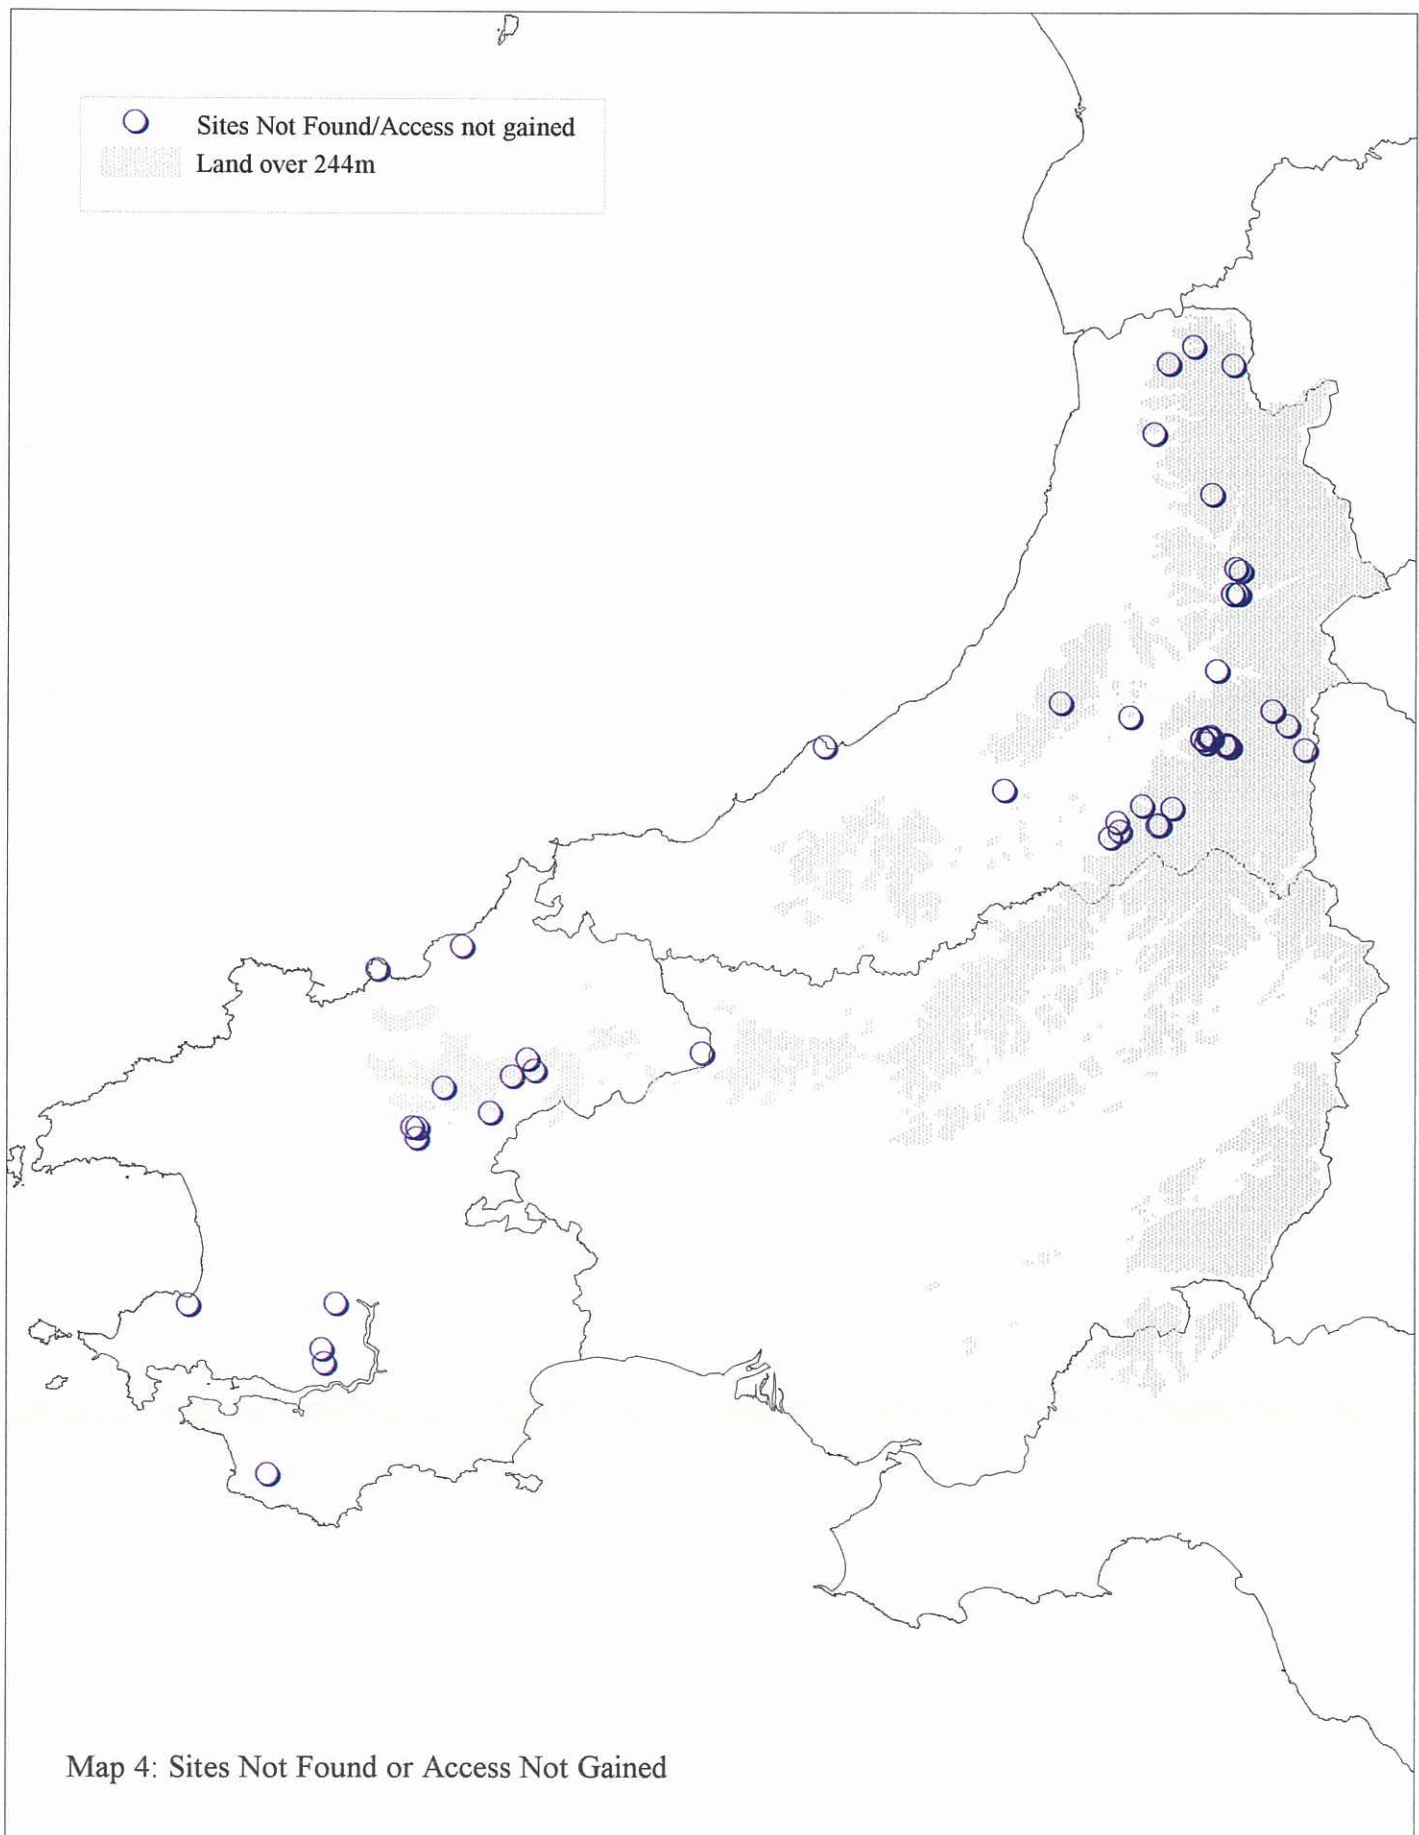 Sites Not Found/Access not gained
Land over 244m
Map 4: Sites Not Found or Access Not Gained